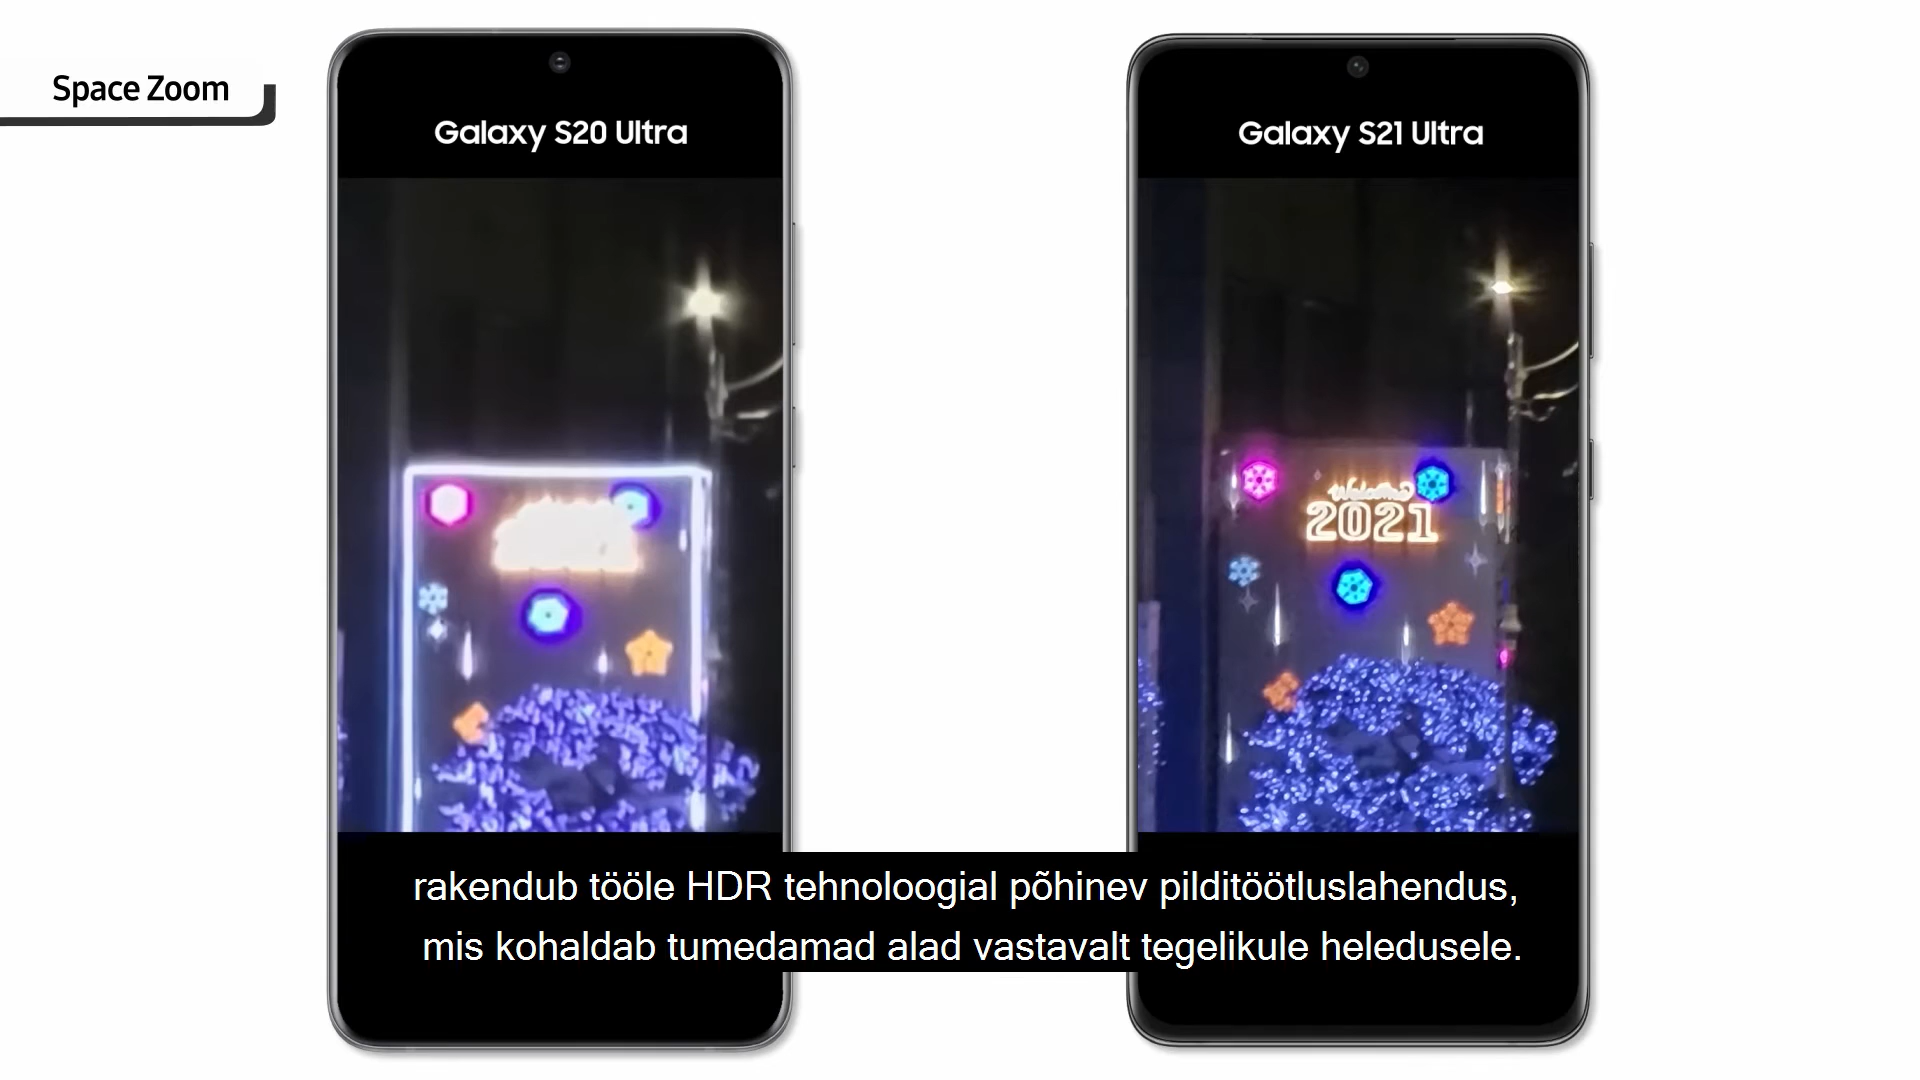 Space Zoom
Galaxy S20 Ultra
Galaxy S21 Ultra
Welcome
2021
rakendub tööle HDR tehnoloogial põhinev pilditöötluslahendus,
mis kohaldab tumedamad alad vastavalt tegelikule heledusele.